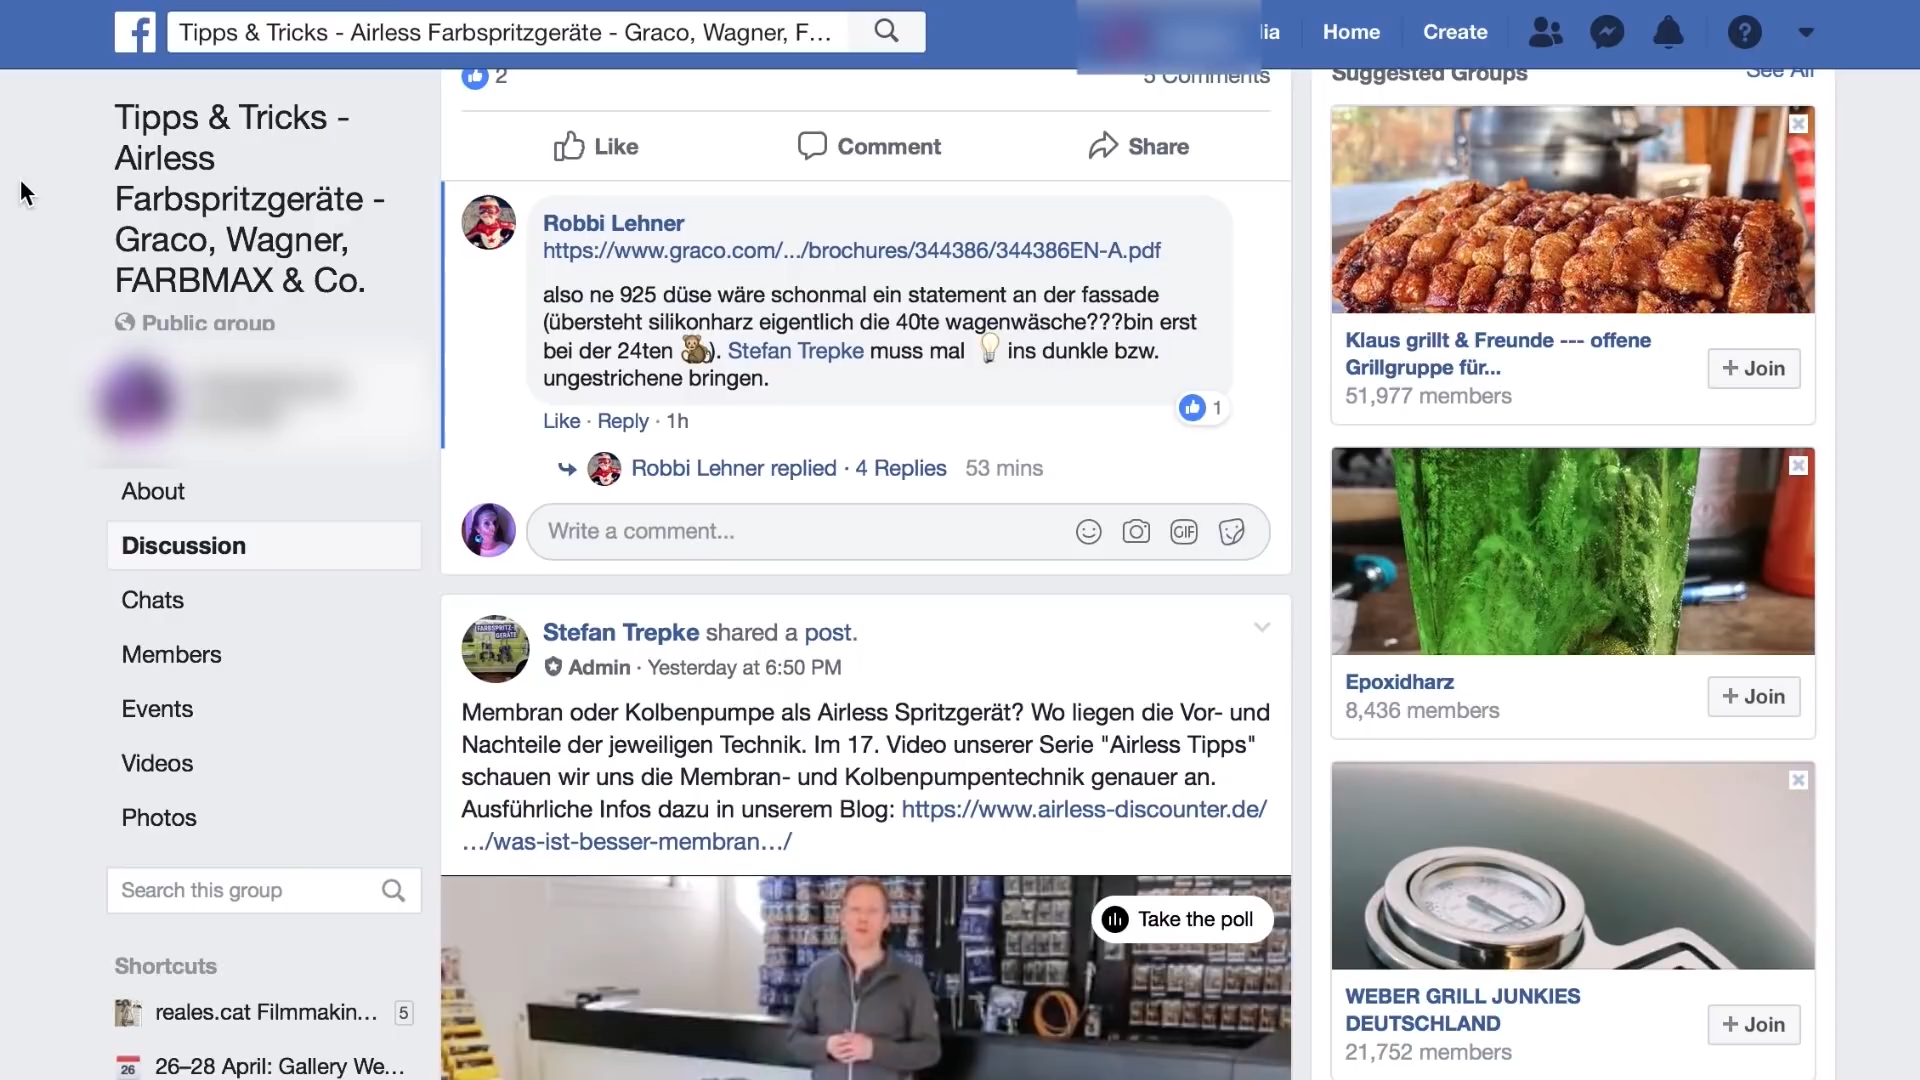 Tipps & Tricks - Airless Farbspritzgeräte - Graco, Wagner, F...
Home
Create
Tipps & Tricks -
Airless
Farbspritzgeräte -
Graco, Wagner,
FARBMAX & Co.
Public group
About
Discussion
Chats
Members
Events
Videos
Photos
Search this group
Shortcuts
reales.cat Filmmakin... 5
26
26–28 April: Gallery We...
2
5 Comments
Like
Comment
Share
Robbi Lehner
https://www.graco.com/.../brochures/344386/344386EN-A.pdf
also ne 925 düse wäre schonmal ein statement an der fassade
(übersteht silikonharz eigentlich die 40te wagenwäsche???bin erst
bei der 24ten 🐻). Stefan Trepke muss mal 💡 ins dunkle bzw.
ungestrichene bringen.
1
Like · Reply · 1h
Robbi Lehner replied · 4 Replies 53 mins
Write a comment...
GIF
Stefan Trepke shared a post.
Admin · Yesterday at 6:50 PM
Membran oder Kolbenpumpe als Airless Spritzgerät? Wo liegen die Vor- und
Nachteile der jeweiligen Technik. Im 17. Video unserer Serie "Airless Tipps"
schauen wir uns die Membran- und Kolbenpumpentechnik genauer an.
Ausführliche Infos dazu in unserem Blog: https://www.airless-discounter.de/
.../was-ist-besser-membran.../
Take the poll
Suggested Groups
See All
Klaus grillt & Freunde --- offene
Grillgruppe für...
51,977 members
+ Join
Epoxidharz
8,436 members
+ Join
WEBER GRILL JUNKIES
DEUTSCHLAND
21,752 members
+ Join